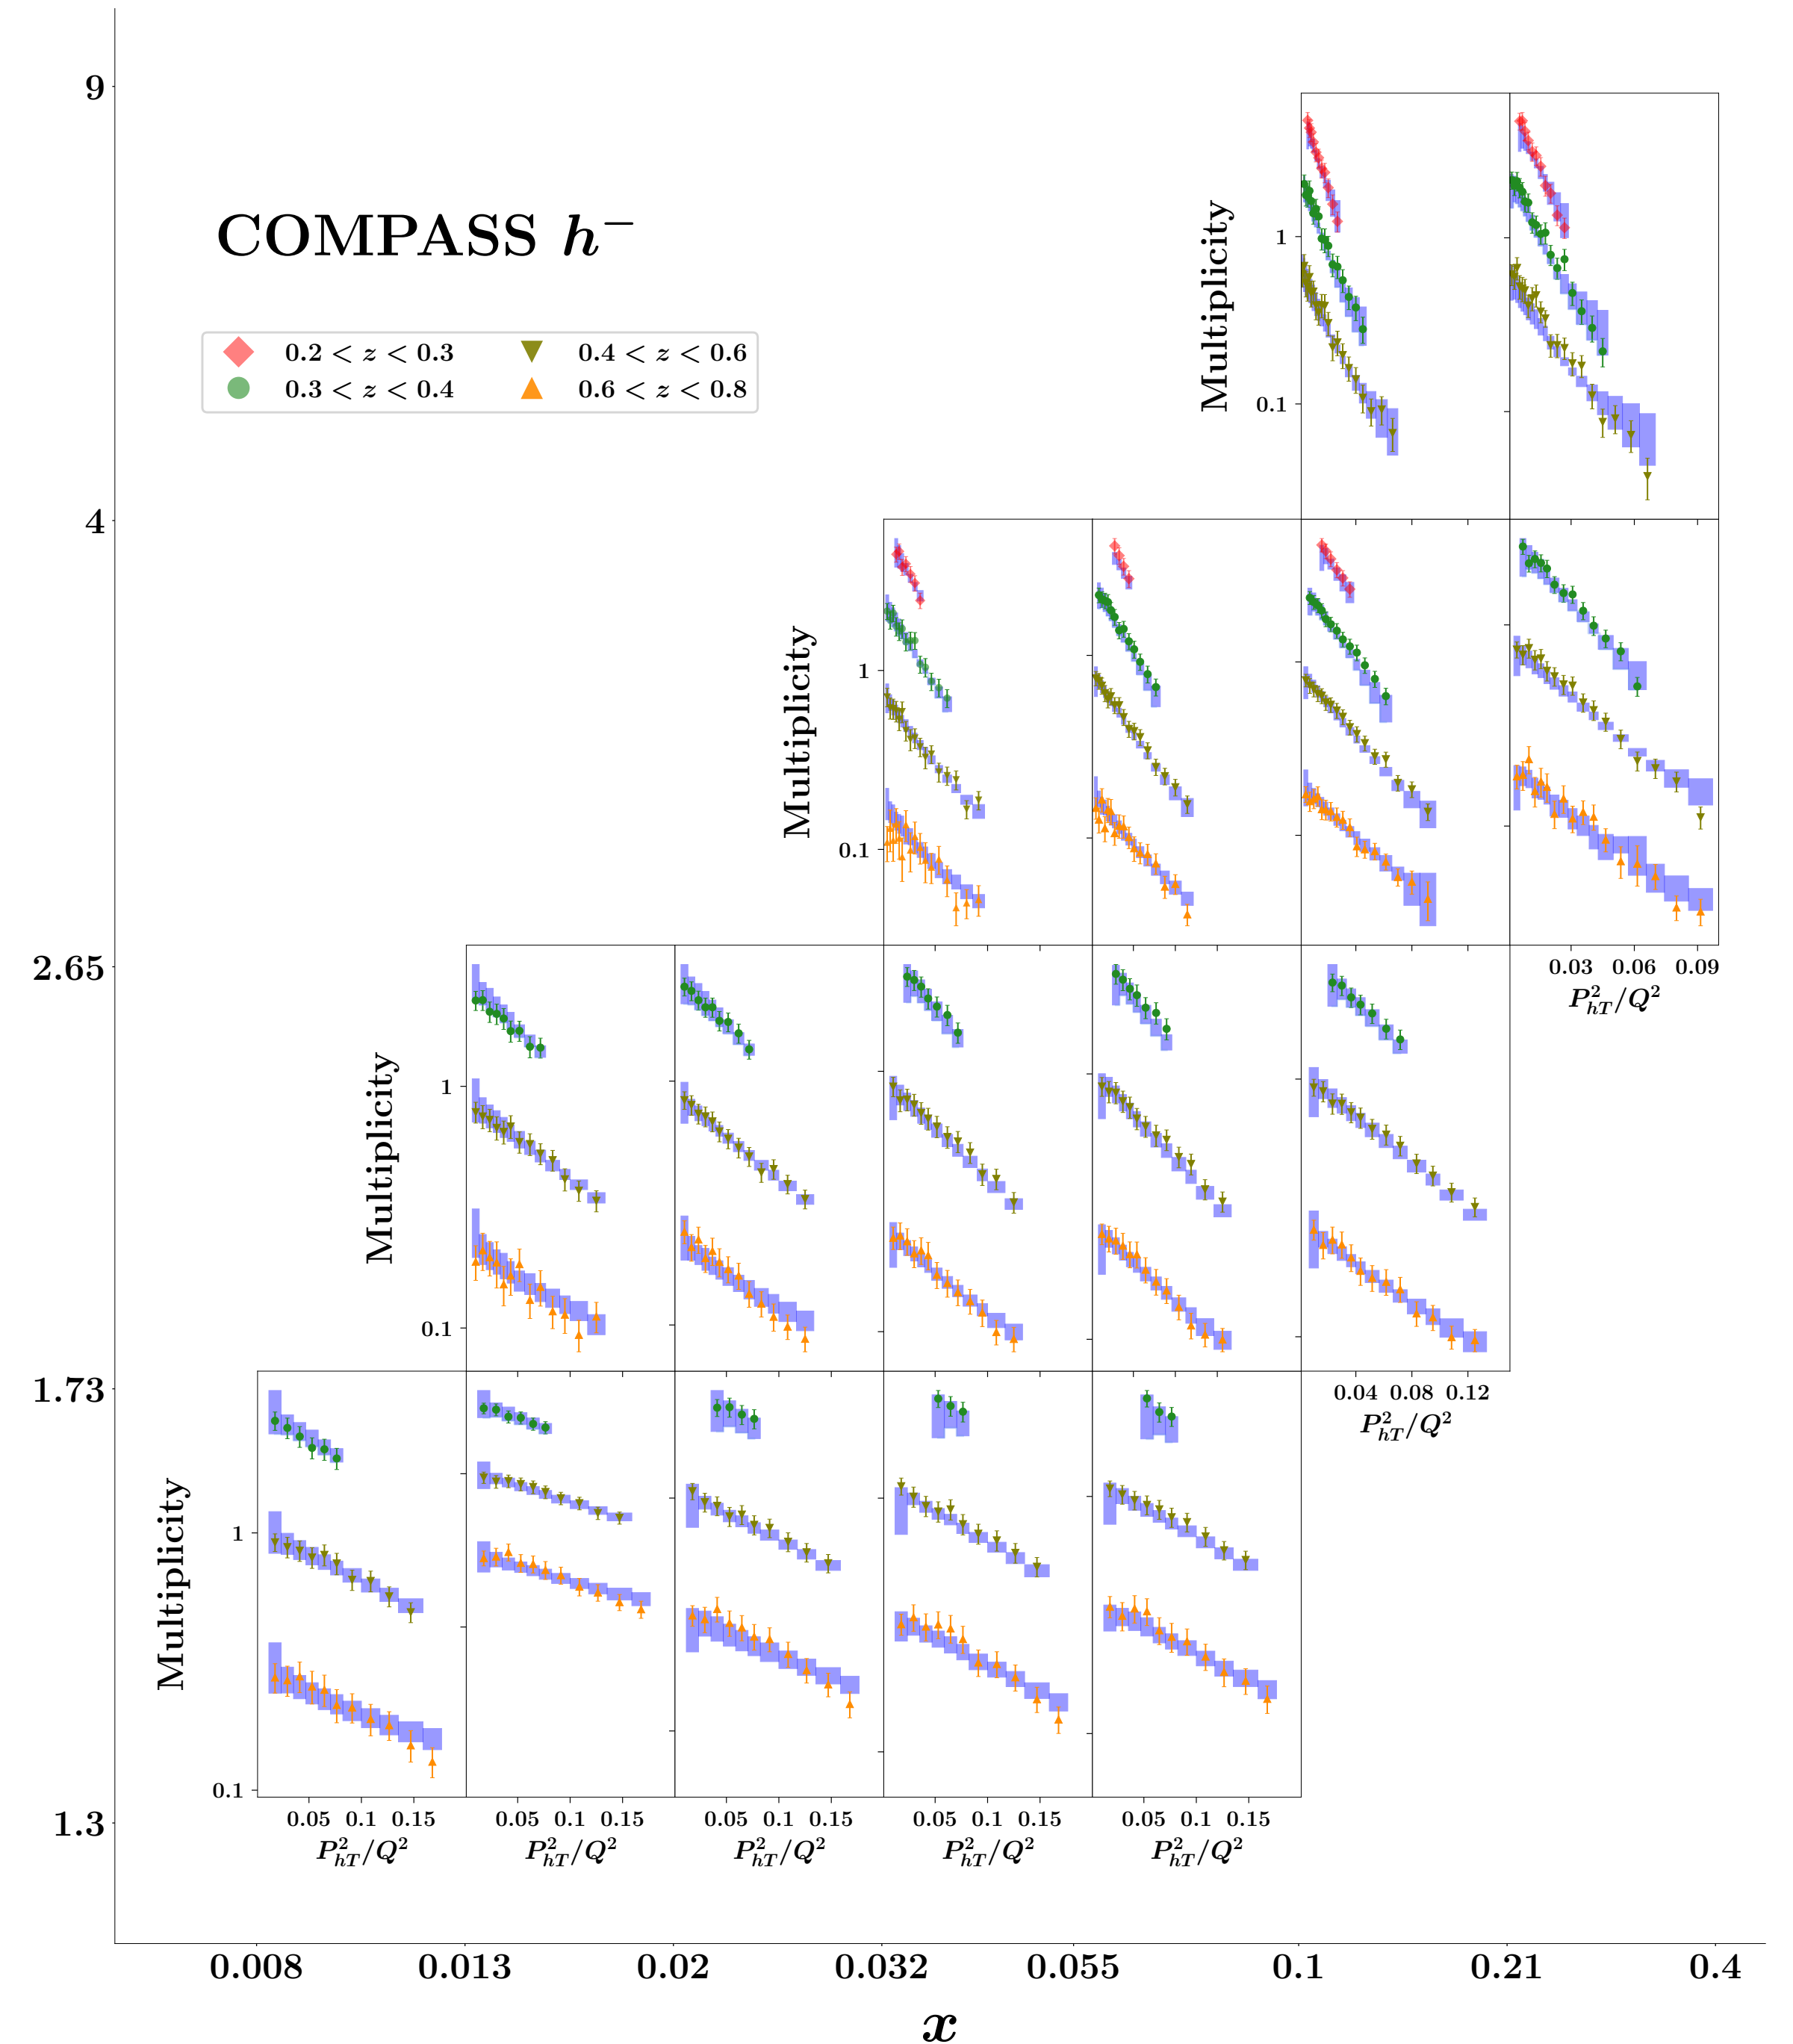 9
COMPASS h−
0.2 < z < 0.3
0.4 < z < 0.6
0.3 < z < 0.4
0.6 < z < 0.8
Multiplicity
1
0.1
4
Multiplicity
1
0.1
2.65
0.03 0.06 0.09
P²hT/Q²
Multiplicity
1
0.1
1.73
0.04 0.08 0.12
P²hT/Q²
Multiplicity
1
0.1
1.3
0.05 0.1 0.15
0.05 0.1 0.15
0.05 0.1 0.15
0.05 0.1 0.15
0.05 0.1 0.15
P²hT/Q²
P²hT/Q²
P²hT/Q²
P²hT/Q²
P²hT/Q²
0.008 0.013 0.02 0.032 0.055 0.1 0.21 0.4
x